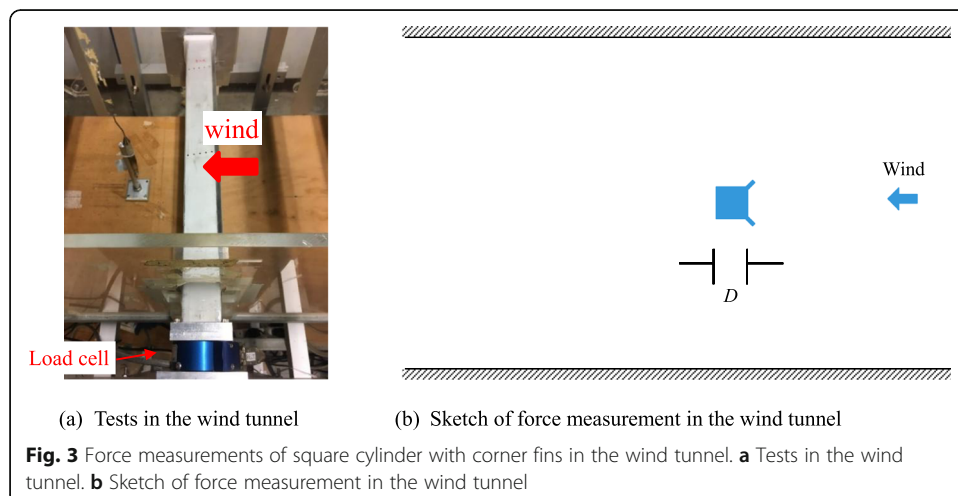 wind
Load cell
Wind
D
(a) Tests in the wind tunnel
(b) Sketch of force measurement in the wind tunnel
Fig. 3 Force measurements of square cylinder with corner fins in the wind tunnel. a Tests in the wind
tunnel. b Sketch of force measurement in the wind tunnel